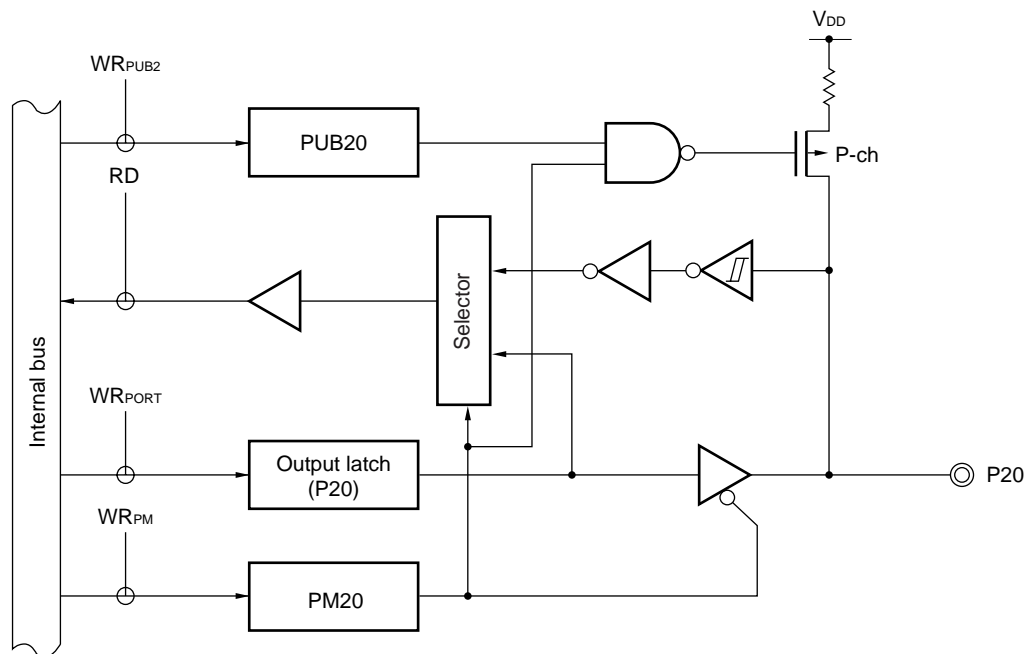 VDD
WRPUB2
PUB20
P-ch
RD
Selector
Internal bus
WRPORT
Output latch
(P20)
P20
WRPM
PM20